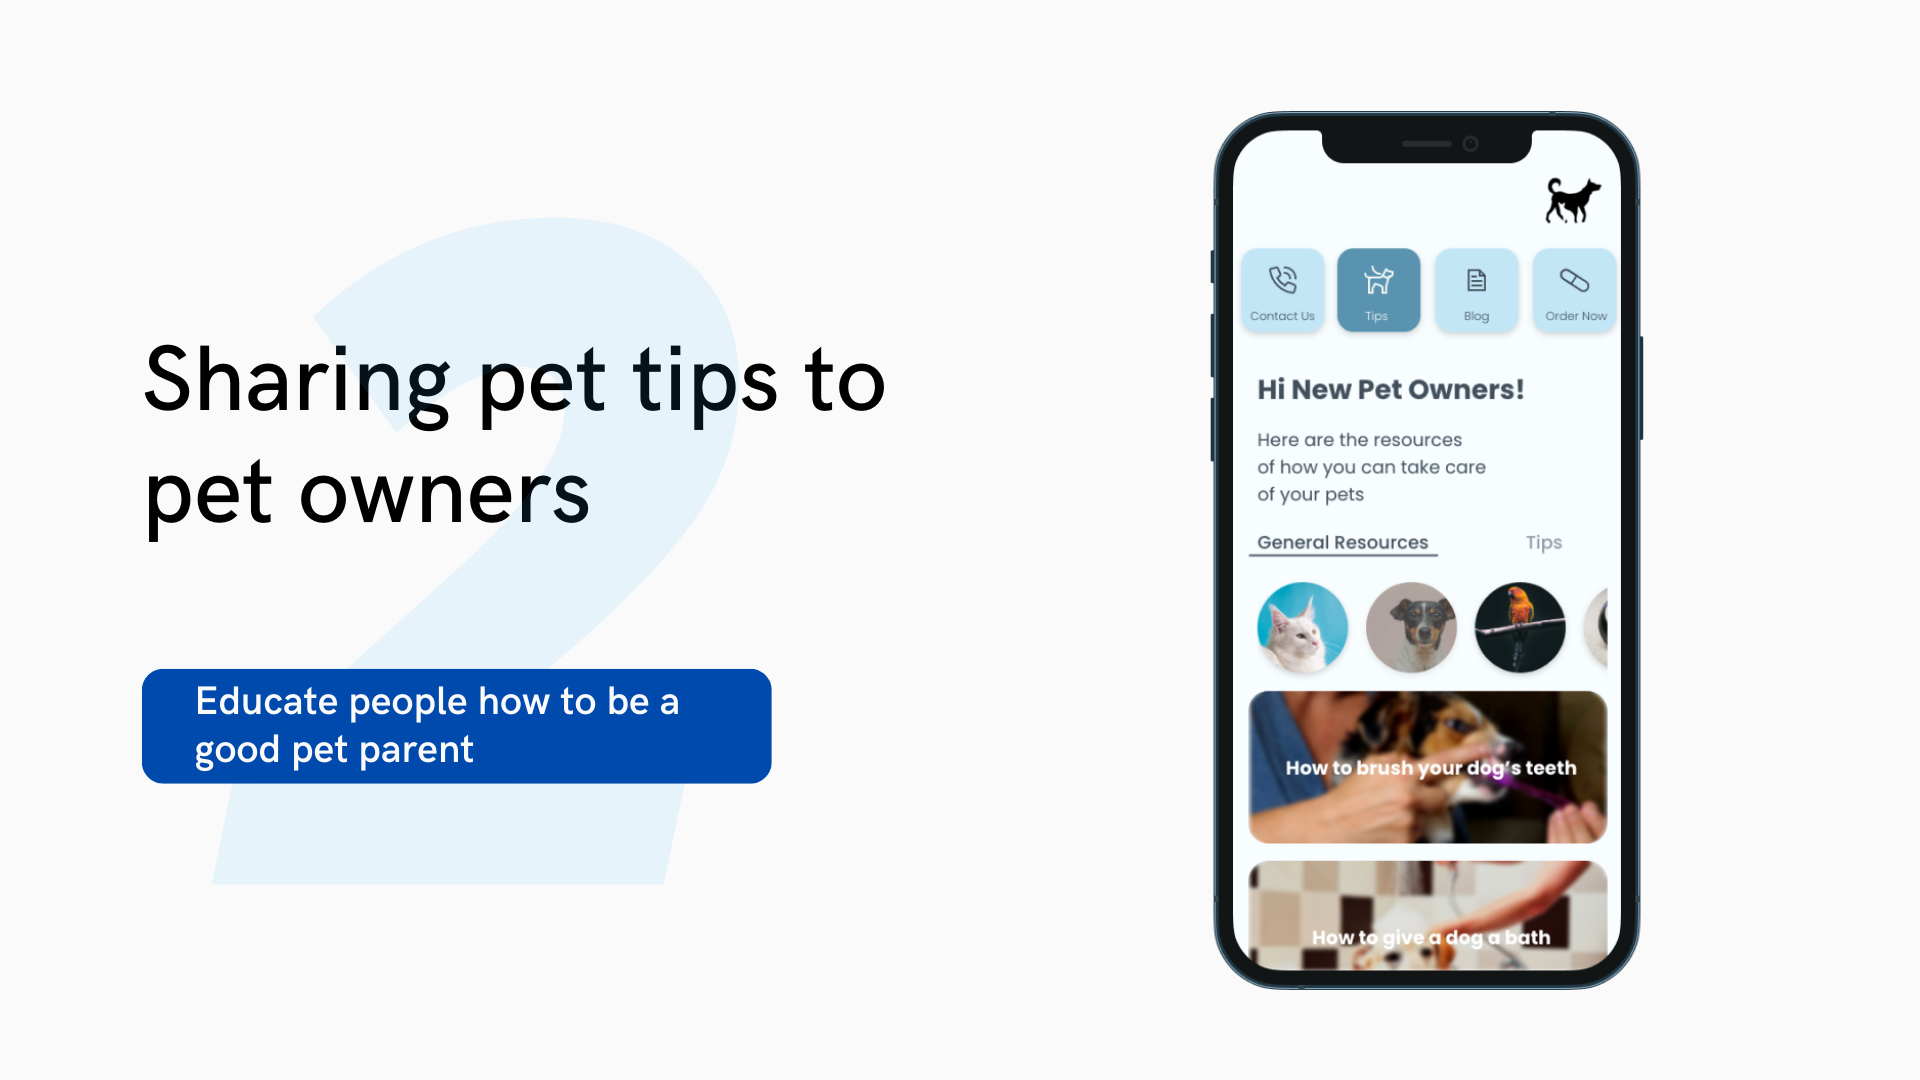 2
Sharing pet tips to
pet owners
Educate people how to be a
good pet parent
Contact Us
Tips
Blog
Order Now
Hi New Pet Owners!
Here are the resources
of how you can take care
of your pets
General Resources
Tips
How to brush your dog's teeth
How to give a dog a bath